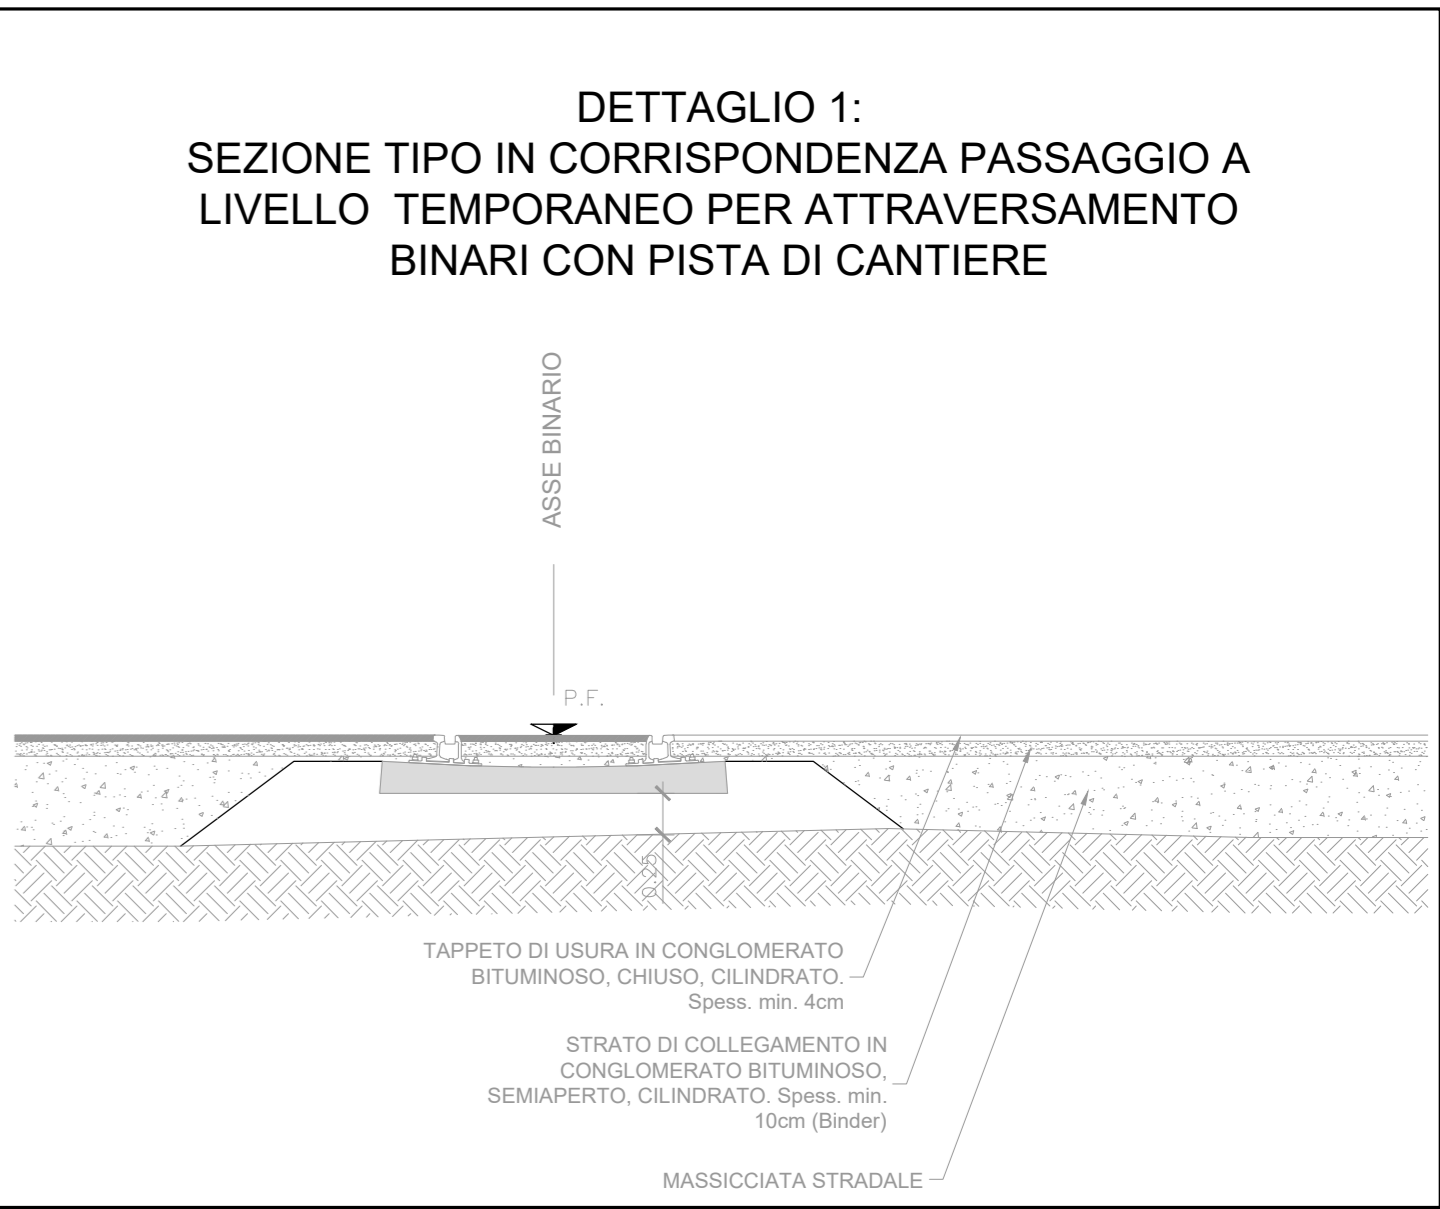 DETTAGLIO 1:
SEZIONE TIPO IN CORRISPONDENZA PASSAGGIO A
LIVELLO TEMPORANEO PER ATTRAVERSAMENTO
BINARI CON PISTA DI CANTIERE
ASSE BINARIO
P.F.
0.25
TAPPETO DI USURA IN CONGLOMERATO
BITUMINOSO, CHIUSO, CILINDRATO.
Spess. min. 4cm
STRATO DI COLLEGAMENTO IN
CONGLOMERATO BITUMINOSO,
SEMIAPERTO, CILINDRATO. Spess. min.
10cm (Binder)
MASSICCIATA STRADALE